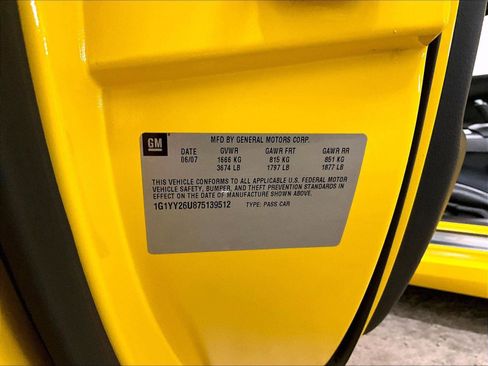 GM
MFD BY GENERAL MOTORS CORP.
DATE GVWR GAWR FRT GAWR RR
06/07 1666 KG 815 KG 851 KG
3674 LB 1797 LB 1877 LB
THIS VEHICLE CONFORMS TO ALL APPLICABLE U.S. FEDERAL MOTOR
VEHICLE SAFETY, BUMPER, AND THEFT PREVENTION STANDARDS IN
EFFECT ON THE DATE OF MANUFACTURE SHOWN ABOVE.
1G1YY26U875139512 TYPE: PASS CAR